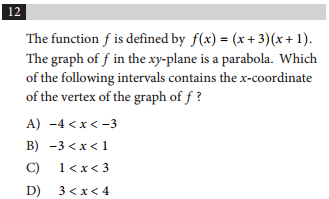 12
The function f is defined by f(x) = (x + 3)(x + 1).
The graph of f in the xy-plane is a parabola. Which
of the following intervals contains the x-coordinate
of the vertex of the graph of f ?
A) −4 < x < −3
B) −3 < x < 1
C) 1 < x < 3
D) 3 < x < 4